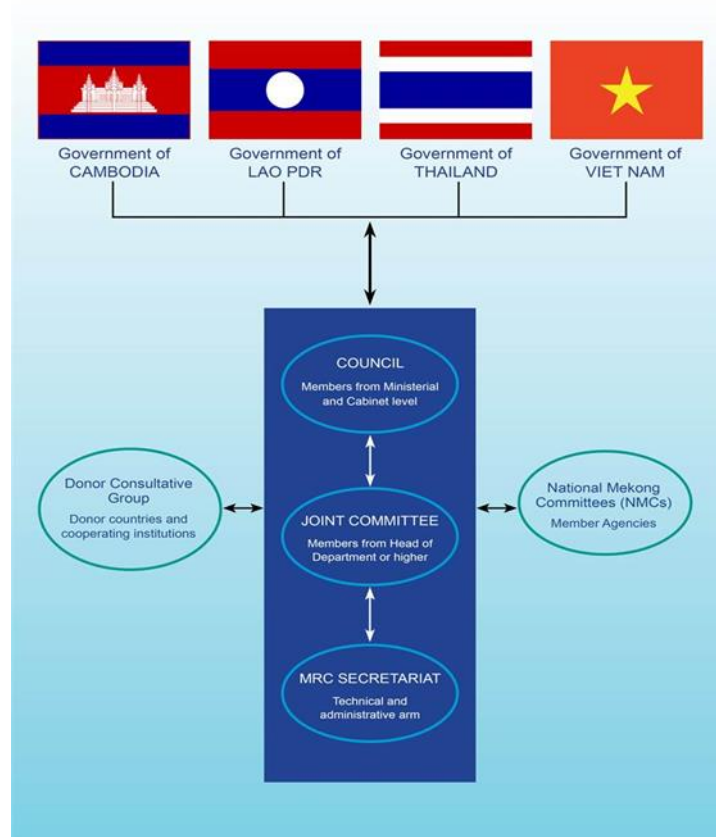 Government of
CAMBODIA
Government of
LAO PDR
Government of
THAILAND
Government of
VIET NAM
COUNCIL
Members from Ministerial
and Cabinet level
Donor Consultative
Group
Donor countries and
cooperating institutions
JOINT COMMITTEE
Members from Head of
Department or higher
National Mekong
Committees (NMCs)
Member Agencies
MRC SECRETARIAT
Technical and
administrative arm